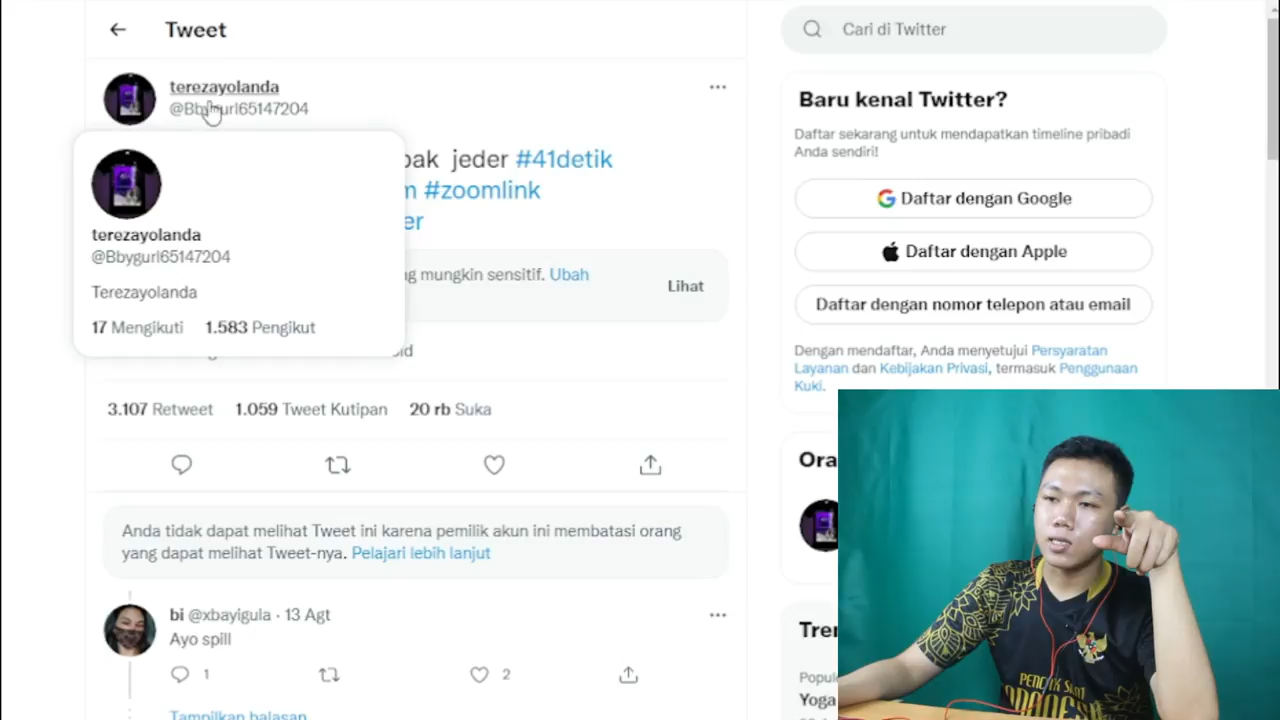 Tweet
Cari di Twitter
terezayolanda
@Bbygurl65147204
terezayolanda
@Bbygurl65147204
Terezayolanda
17 Mengikuti 1.583 Pengikut
jeder #41detik
#zoomlink
mungkin sensitif. Ubah
Lihat
3.107 Retweet 1.059 Tweet Kutipan 20 rb Suka
Anda tidak dapat melihat Tweet ini karena pemilik akun ini membatasi orang
yang dapat melihat Tweet-nya. Pelajari lebih lanjut
bi @xbayigula · 13 Agt
Ayo spill
1
2
Tampilkan balasan
Baru kenal Twitter?
Daftar sekarang untuk mendapatkan timeline pribadi
Anda sendiri!
Daftar dengan Google
Daftar dengan Apple
Daftar dengan nomor telepon atau email
Dengan mendaftar, Anda menyetujui Persyaratan
Layanan dan Kebijakan Privasi, termasuk Penggunaan
Kuki.
Yoga